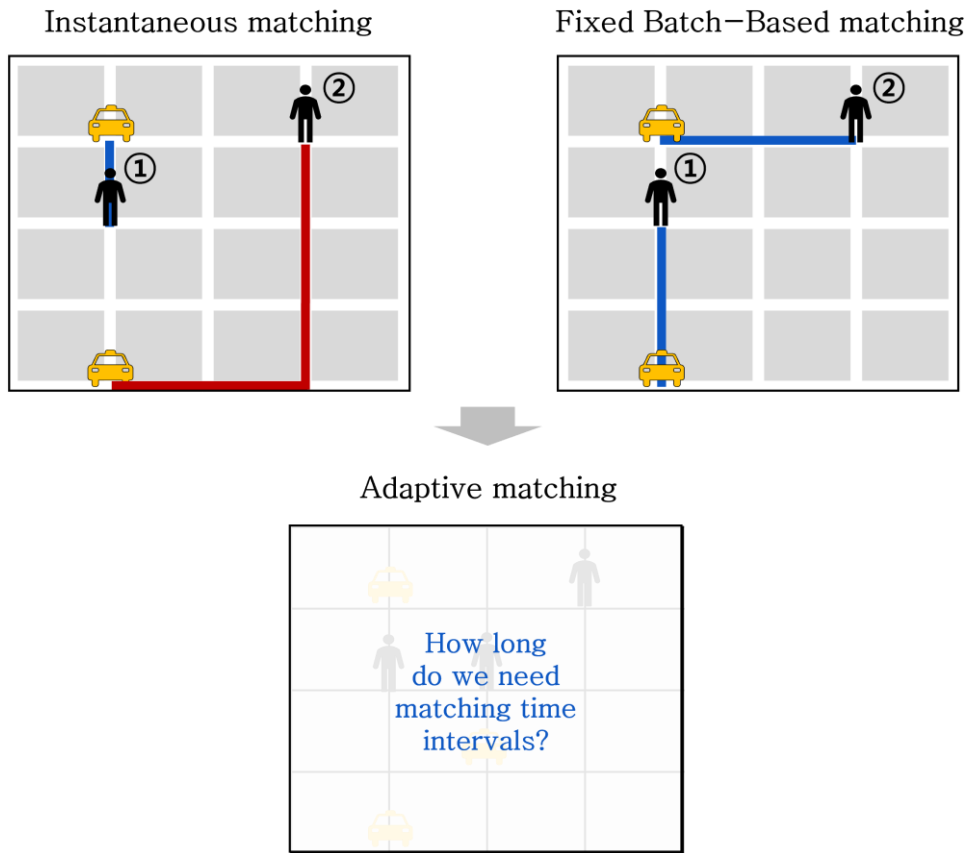 Instantaneous matching
Fixed Batch-Based matching
②
①
②
①
Adaptive matching
How long
do we need
matching time
intervals?